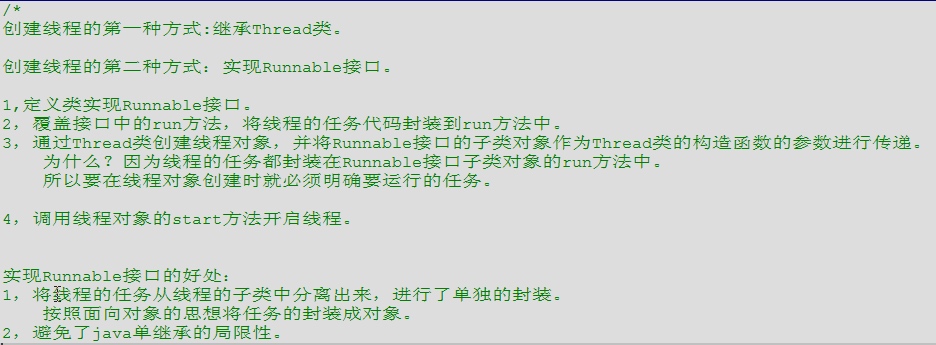 /*
创建线程的第一种方式:继承Thread类。
创建线程的第二种方式：实现Runnable接口。
1,定义类实现Runnable接口。
2，覆盖接口中的run方法，将线程的任务代码封装到run方法中。
3，通过Thread类创建线程对象，并将Runnable接口的子类对象作为Thread类的构造函数的参数进行传递。
为什么？因为线程的任务都封装在Runnable接口子类对象的run方法中。
所以要在线程对象创建时就必须明确要运行的任务。
4，调用线程对象的start方法开启线程。
实现Runnable接口的好处：
1，将线程的任务从线程的子类中分离出来，进行了单独的封装。
按照面向对象的思想将任务的封装成对象。
2，避免了java单继承的局限性。